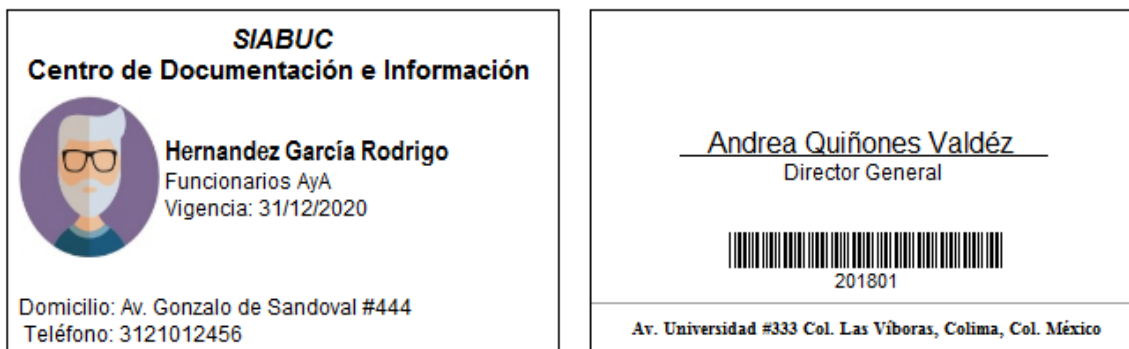 SIABUC
Centro de Documentación e Información
Hernandez García Rodrigo
Funcionarios AyA
Vigencia: 31/12/2020
Domicilio: Av. Gonzalo de Sandoval #444
Teléfono: 3121012456
Andrea Quiñones Valdéz
Director General
201801
Av. Universidad #333 Col. Las Víboras, Colima, Col. México